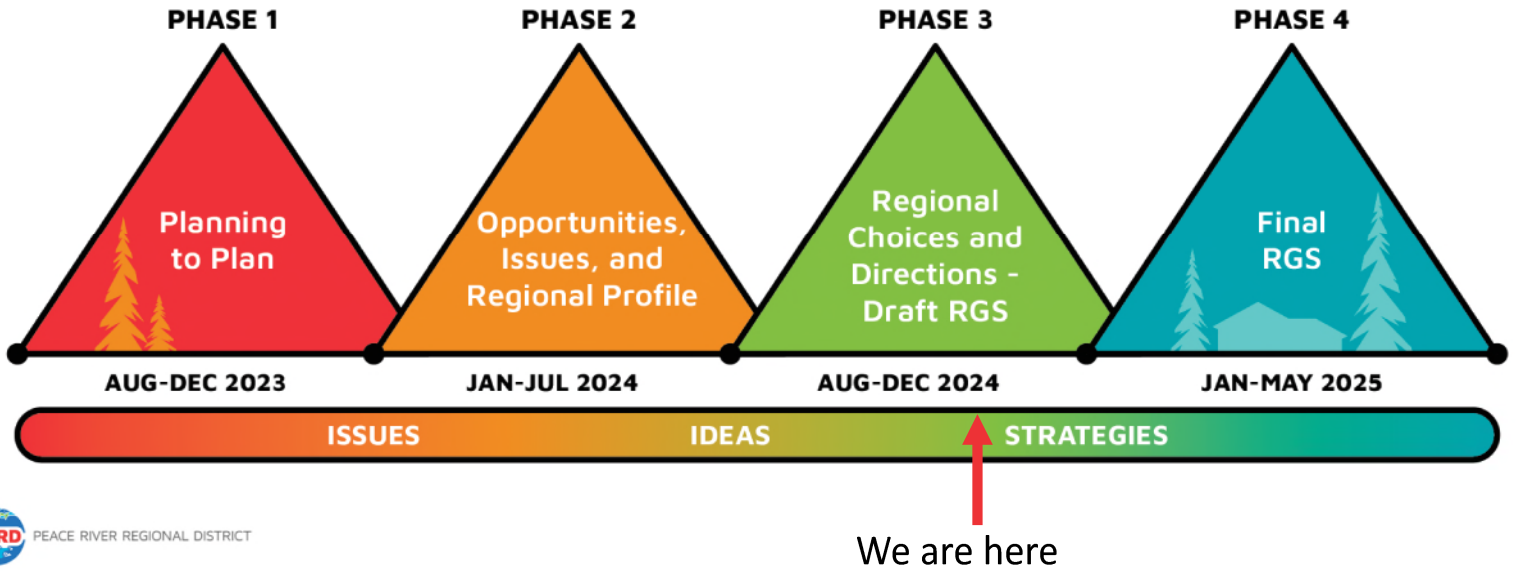 PHASE 1
PHASE 2
PHASE 3
PHASE 4
Planning
to Plan
Opportunities,
Issues, and
Regional Profile
Regional
Choices and
Directions -
Draft RGS
Final
RGS
AUG-DEC 2023
JAN-JUL 2024
AUG-DEC 2024
JAN-MAY 2025
ISSUES
IDEAS
STRATEGIES
RD
PEACE RIVER REGIONAL DISTRICT
We are here